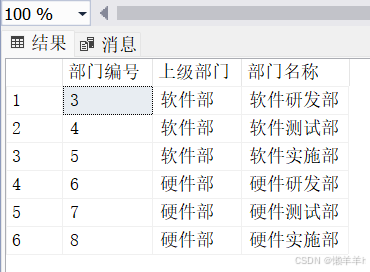 100 %
结果 消息
部门编号 上级部门 部门名称
1 3 软件部 软件研发部
2 4 软件部 软件测试部
3 5 软件部 软件实施部
4 6 硬件部 硬件研发部
5 7 硬件部 硬件测试部
6 8 硬件部 硬件实施部
CSDN @懒羊羊r